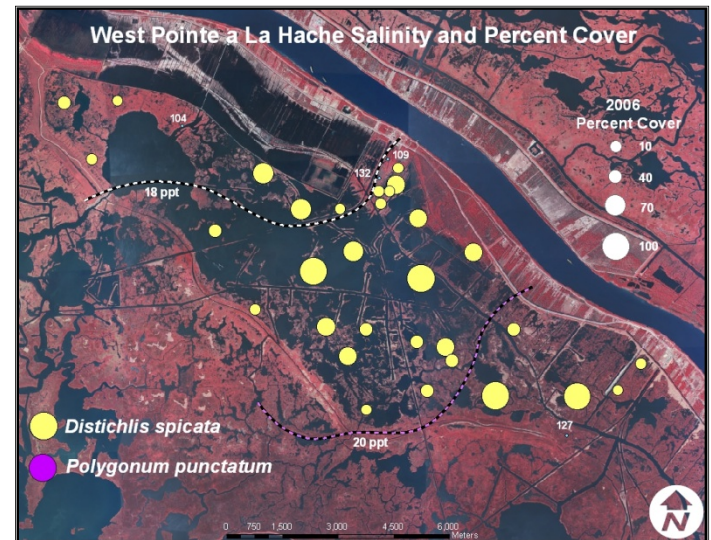 West Pointe a La Hache Salinity and Percent Cover
2006
Percent Cover
10
40
70
100
104
109
132
18 ppt
Distichlis spicata
127
20 ppt
Polygonum punctatum
0 750 1,500 3,000 4,500 6,000
Meters
N